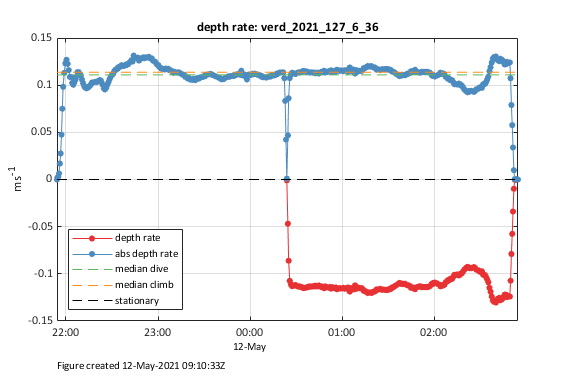 depth rate: verd_2021_127_6_36
0.15
0.1
0.05
0
-0.05
-0.1
-0.15
m s⁻¹
depth rate
abs depth rate
median dive
median climb
stationary
22:00 23:00 00:00 01:00 02:00
12-May
Figure created 12-May-2021 09:10:33Z